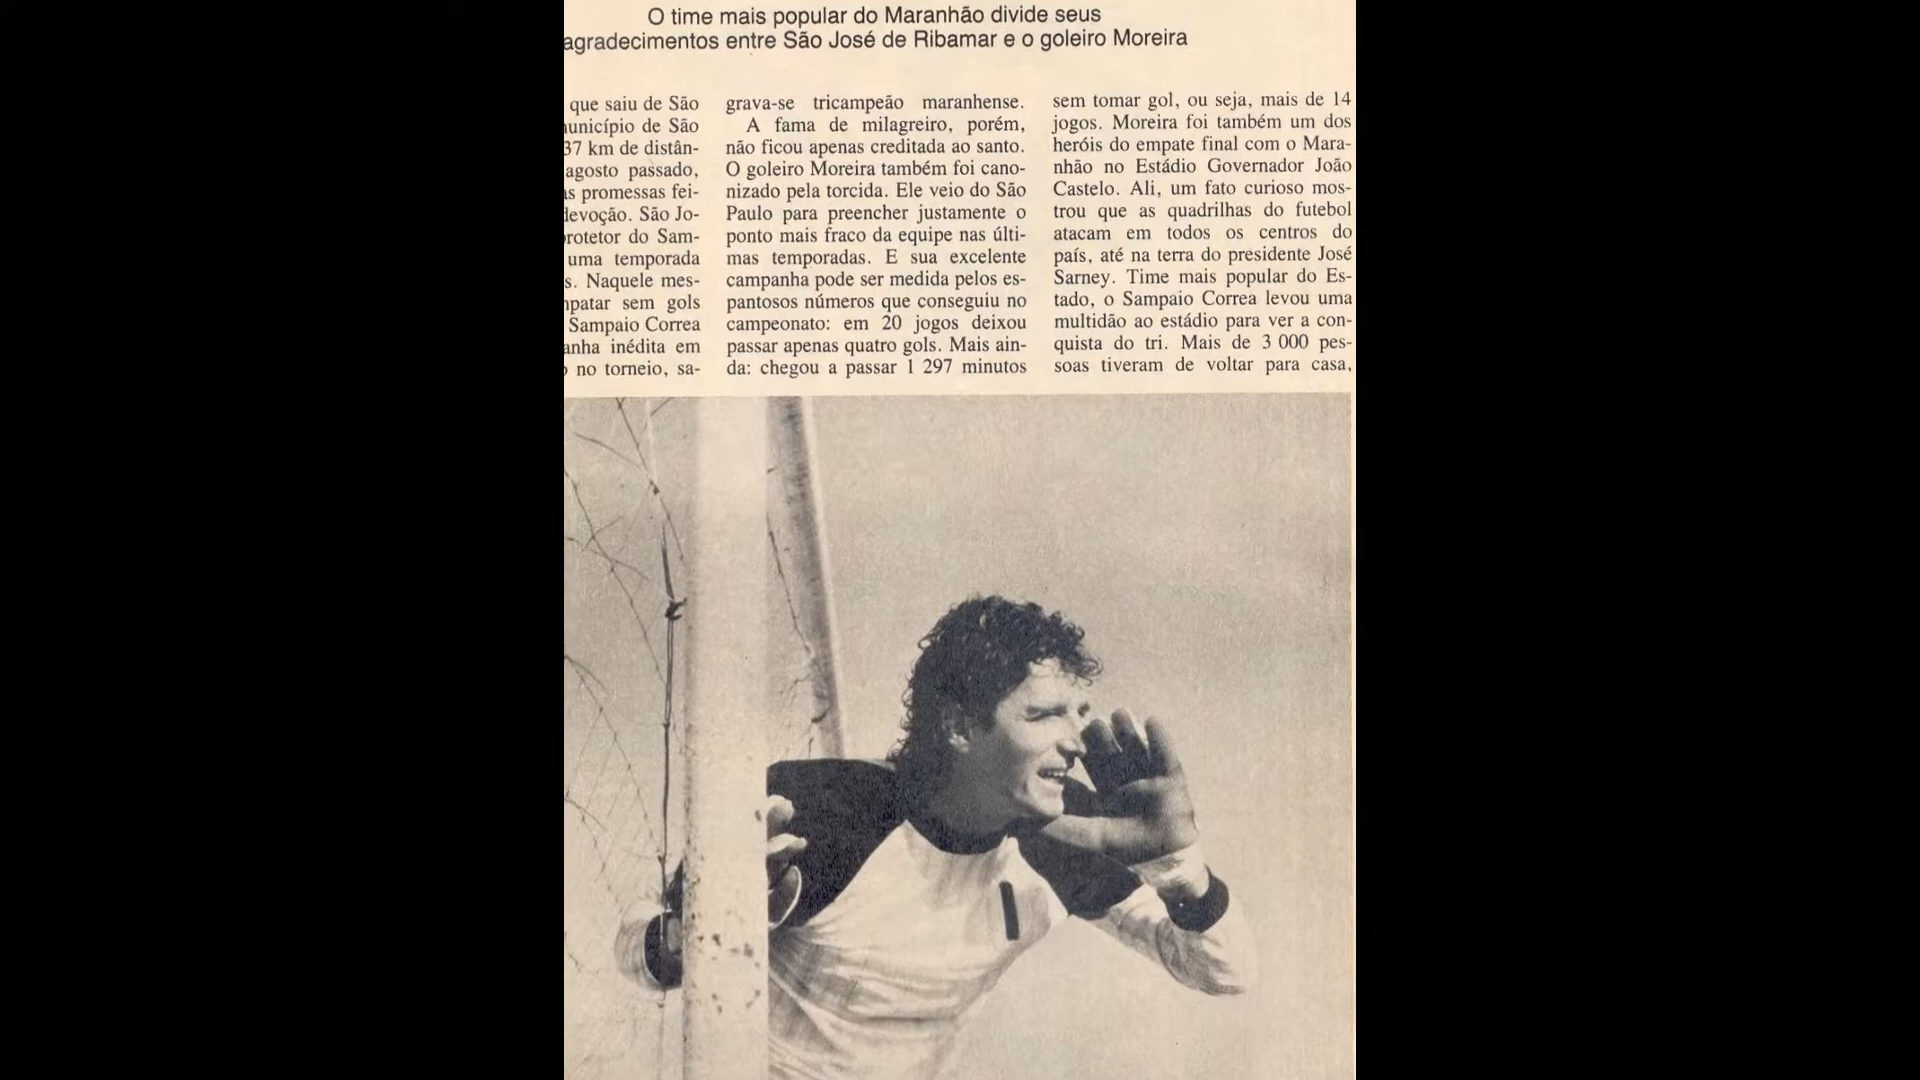 O time mais popular do Maranhão divide seus
agradecimentos entre São José de Ribamar e o goleiro Moreira
que saiu de São
município de São
37 km de distân-
agosto passado,
as promessas fei-
devoção. São Jo-
protetor do Sam-
uma temporada
s. Naquele mes-
mpatar sem gols
Sampaio Correa
anha inédita em
no torneio, sa-
grava-se tricampeão maranhense.
A fama de milagreiro, porém,
não ficou apenas creditada ao santo.
O goleiro Moreira também foi cano-
nizado pela torcida. Ele veio do São
Paulo para preencher justamente o
ponto mais fraco da equipe nas últi-
mas temporadas. E sua excelente
campanha pode ser medida pelos es-
pantosos números que conseguiu no
campeonato: em 20 jogos deixou
passar apenas quatro gols. Mais ain-
da: chegou a passar 1 297 minutos
sem tomar gol, ou seja, mais de 14
jogos. Moreira foi também um dos
heróis do empate final com o Mara-
nhão no Estádio Governador João
Castelo. Ali, um fato curioso mos-
trou que as quadrilhas do futebol
atacam em todos os centros do
país, até na terra do presidente José
Sarney. Time mais popular do Es-
tado, o Sampaio Correa levou uma
multidão ao estádio para ver a con-
quista do tri. Mais de 3 000 pes-
soas tiveram de voltar para casa,